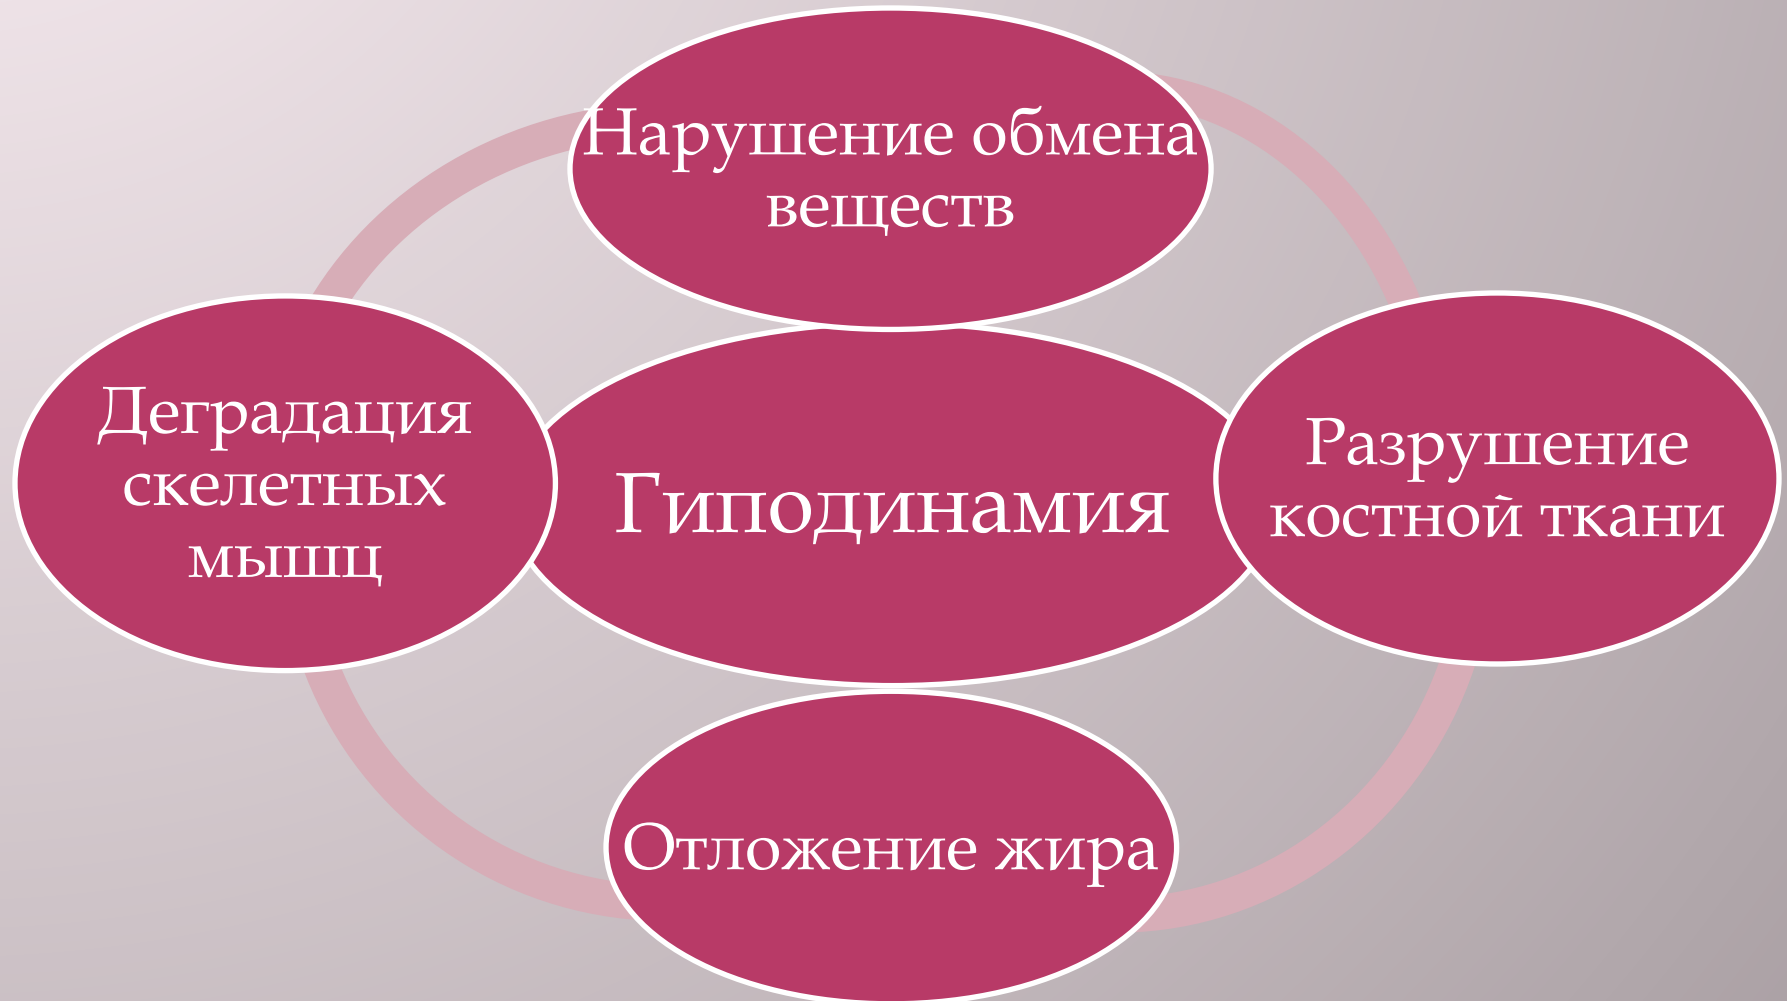 Нарушение обмена
веществ
Деградация
скелетных
мышц
Гиподинамия
Разрушение
костной ткани
Отложение жира